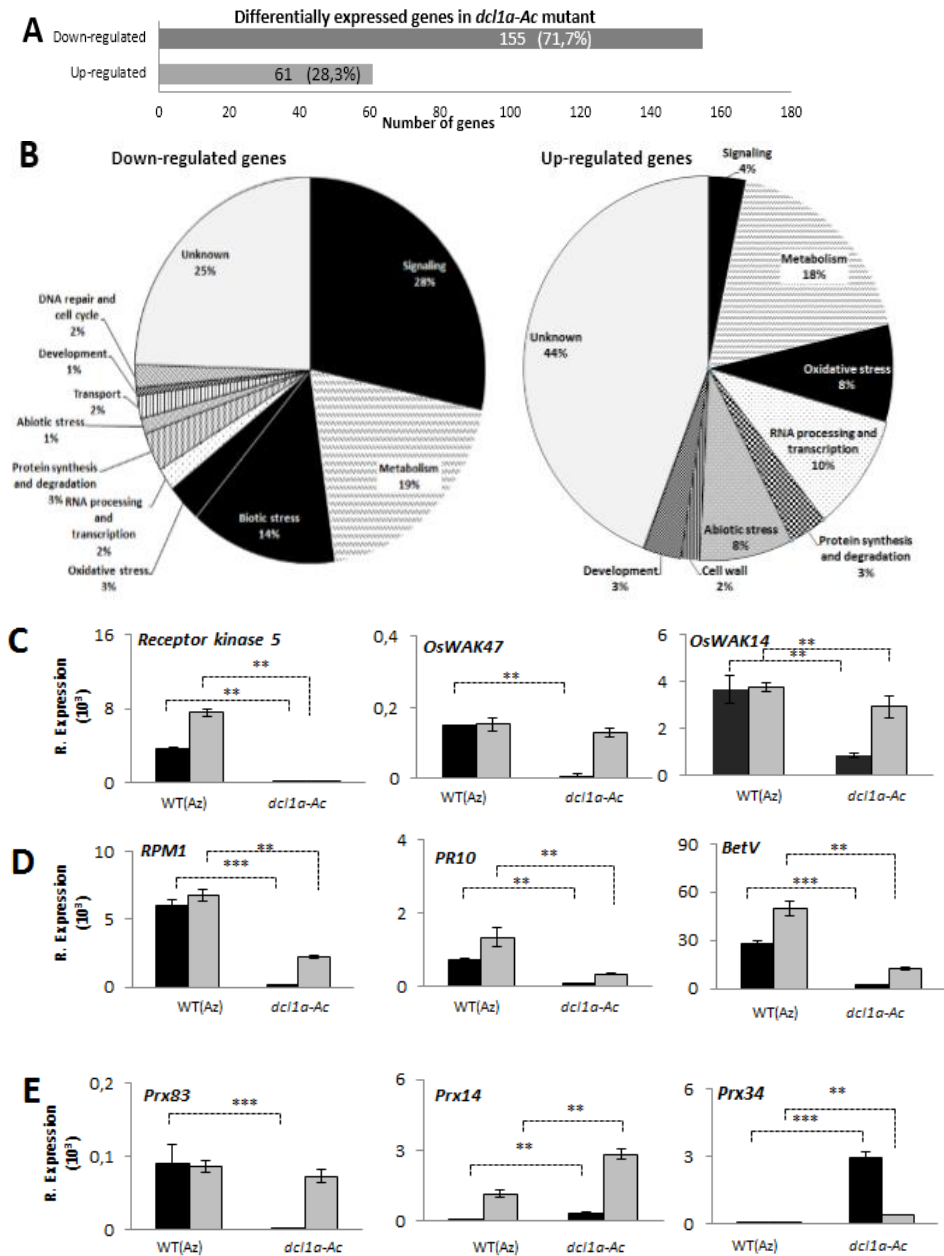 A
Differentially expressed genes in dcl1a-Ac mutant
Down-regulated
155 (71,7%)
Up-regulated
61 (28,3%)
0 20 40 60 80 100 120 140 160 180
Number of genes
B
Down-regulated genes
Unknown
25%
Signaling
28%
DNA repair and
cell cycle
2%
Development
1%
Transport
2%
Abiotic stress
1%
Protein synthesis
and degradation
3%
RNA processing
and
transcription
2%
Oxidative stress
3%
Biotic stress
14%
Metabolism
19%
Up-regulated genes
Signaling
4%
Metabolism
18%
Unknown
44%
Oxidative stress
8%
RNA processing and
transcription
10%
Abiotic stress
8%
Protein synthesis
and degradation
3%
Development
3%
Cell wall
2%
C
R. Expression
(10³)
Receptor kinase 5
16
8
0
**
**
WT(Az)
dcl1a-Ac
OsWAK47
0,4
0,2
0
**
WT(Az)
dcl1a-Ac
OsWAK14
6
4
2
0
**
**
WT(Az)
dcl1a-Ac
D
R. Expression
(10³)
RPM1
10
5
0
**
***
WT(Az)
dcl1a-Ac
PR10
4
2
0
**
**
WT(Az)
dcl1a-Ac
BetV
90
60
30
0
**
***
WT(Az)
dcl1a-Ac
E
R. Expression
(10³)
Prx83
0,2
0,1
0
***
WT(Az)
dcl1a-Ac
Prx14
6
3
0
**
**
WT(Az)
dcl1a-Ac
Prx34
6
3
0
**
***
WT(Az)
dcl1a-Ac